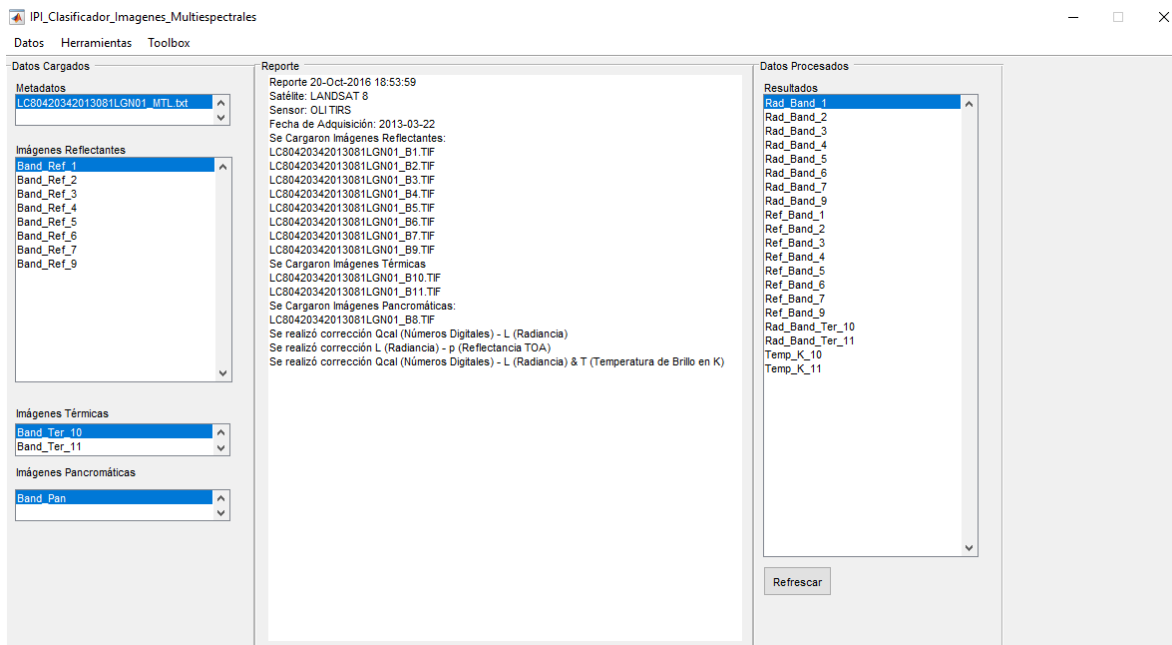 IPI_Clasificador_Imagenes_Multiespectrales
Datos Herramientas Toolbox
Datos Cargados
Metadatos
LC80420342013081LGN01_MTL.txt
Imágenes Reflectantes
Band_Ref_1
Band_Ref_2
Band_Ref_3
Band_Ref_4
Band_Ref_5
Band_Ref_6
Band_Ref_7
Band_Ref_9
Imágenes Térmicas
Band_Ter_10
Band_Ter_11
Imágenes Pancromáticas
Band_Pan
Reporte
Reporte 20-Oct-2016 18:53:59
Satélite: LANDSAT 8
Sensor: OLI TIRS
Fecha de Adquisición: 2013-03-22
Se Cargaron Imágenes Reflectantes:
LC80420342013081LGN01_B1.TIF
LC80420342013081LGN01_B2.TIF
LC80420342013081LGN01_B3.TIF
LC80420342013081LGN01_B4.TIF
LC80420342013081LGN01_B5.TIF
LC80420342013081LGN01_B6.TIF
LC80420342013081LGN01_B7.TIF
LC80420342013081LGN01_B9.TIF
Se Cargaron Imágenes Térmicas
LC80420342013081LGN01_B10.TIF
LC80420342013081LGN01_B11.TIF
Se Cargaron Imágenes Pancromáticas:
LC80420342013081LGN01_B8.TIF
Se realizó corrección Qcal (Números Digitales) - L (Radiancia)
Se realizó corrección L (Radiancia) - p (Reflectancia TOA)
Se realizó corrección Qcal (Números Digitales) - L (Radiancia) & T (Temperatura de Brillo en K)
Datos Procesados
Resultados
Rad_Band_1
Rad_Band_2
Rad_Band_3
Rad_Band_4
Rad_Band_5
Rad_Band_6
Rad_Band_7
Rad_Band_9
Ref_Band_1
Ref_Band_2
Ref_Band_3
Ref_Band_4
Ref_Band_5
Ref_Band_6
Ref_Band_7
Ref_Band_9
Rad_Band_Ter_10
Rad_Band_Ter_11
Temp_K_10
Temp_K_11
Refrescar